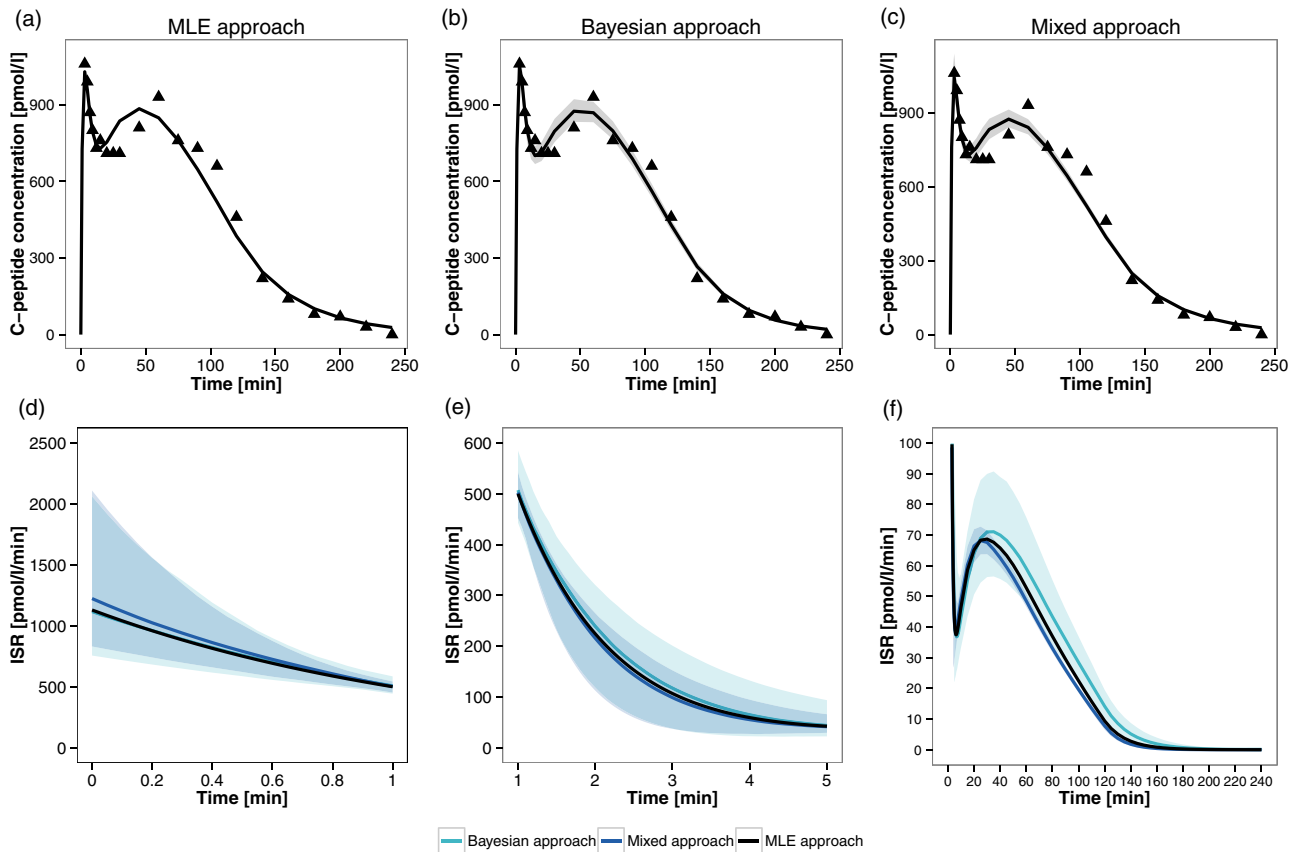 (a)
MLE approach
C-peptide concentration [pmol/l]
900
600
300
0
0 50 100 150 200 250
Time [min]
(b)
Bayesian approach
C-peptide concentration [pmol/l]
900
600
300
0
0 50 100 150 200 250
Time [min]
(c)
Mixed approach
C-peptide concentration [pmol/l]
900
600
300
0
0 50 100 150 200 250
Time [min]
(d)
ISR [pmol/l/min]
2500
2000
1500
1000
500
0
0 0.2 0.4 0.6 0.8 1
Time [min]
(e)
ISR [pmol/l/min]
600
500
400
300
200
100
0
1 2 3 4 5
Time [min]
(f)
ISR [pmol/l/min]
100
90
80
70
60
50
40
30
20
10
0
0 20 40 60 80 100 120 140 160 180 200 220 240
Time [min]
Bayesian approach Mixed approach MLE approach